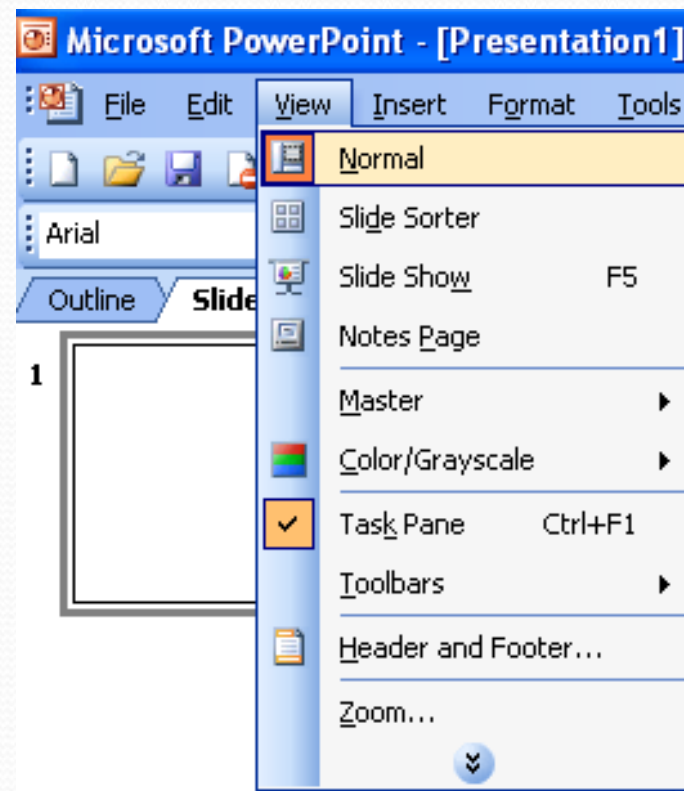 Microsoft PowerPoint - [Presentation1]
File Edit View Insert Format Tools
Normal
Arial
Slide Sorter
Slide Show F5
Outline Slide
Notes Page
1
Master
Color/Grayscale
Task Pane Ctrl+F1
Toolbars
Header and Footer...
Zoom...